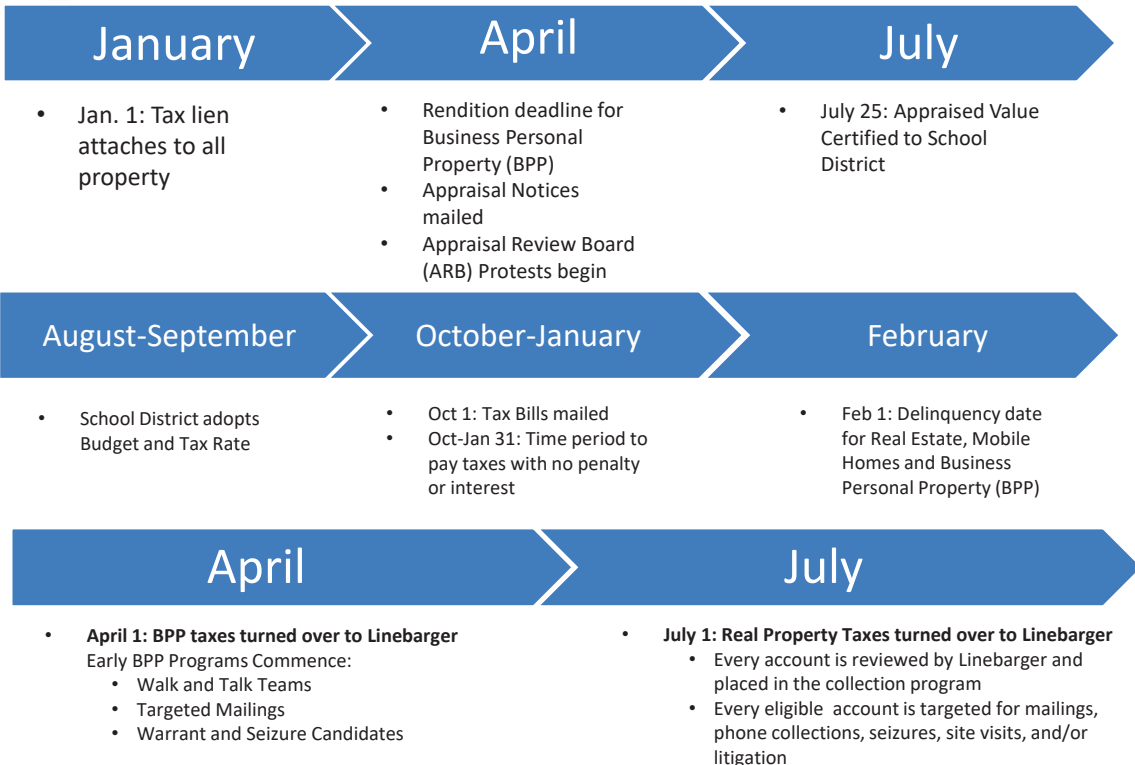 January
April
July
• Jan. 1: Tax lien
attaches to all
property
• Rendition deadline for
Business Personal
Property (BPP)
• Appraisal Notices
mailed
• Appraisal Review Board
(ARB) Protests begin
• July 25: Appraised Value
Certified to School
District
August-September
October-January
February
• School District adopts
Budget and Tax Rate
• Oct 1: Tax Bills mailed
• Oct-Jan 31: Time period to
pay taxes with no penalty
or interest
• Feb 1: Delinquency date
for Real Estate, Mobile
Homes and Business
Personal Property (BPP)
April
July
• April 1: BPP taxes turned over to Linebarger
Early BPP Programs Commence:
• Walk and Talk Teams
• Targeted Mailings
• Warrant and Seizure Candidates
• July 1: Real Property Taxes turned over to Linebarger
• Every account is reviewed by Linebarger and
placed in the collection program
• Every eligible account is targeted for mailings,
phone collections, seizures, site visits, and/or
litigation